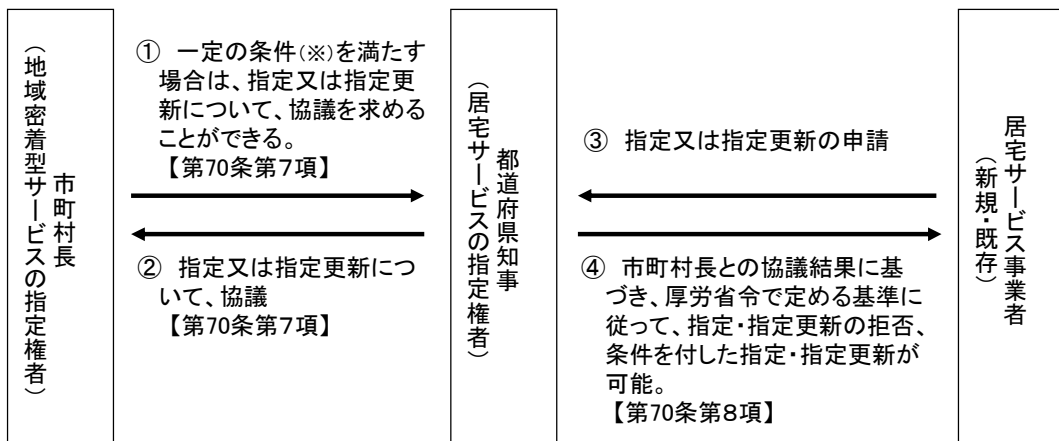 市町村長
（地域密着型サービスの指定権者）
① 一定の条件(※)を満たす
場合は、指定又は指定更
新について、協議を求める
ことができる。
【第70条第7項】
② 指定又は指定更新につ
いて、協議
【第70条第7項】
都道府県知事
（居宅サービスの指定権者）
③ 指定又は指定更新の申請
④ 市町村長との協議結果に基
づき、厚労省令で定める基準に
従って、指定・指定更新の拒否、
条件を付した指定・指定更新が
可能。
【第70条第８項】
居宅サービス事業者
（新規・既存）